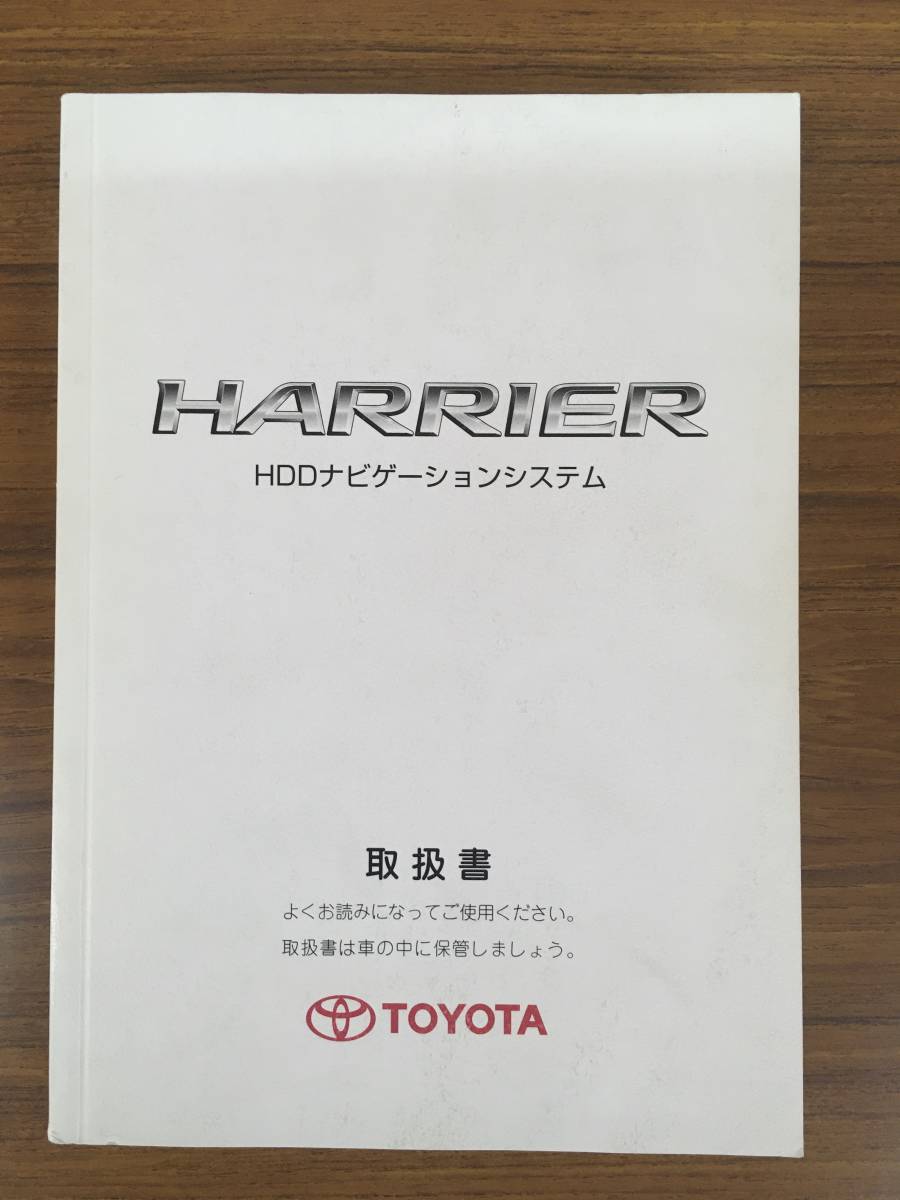 HARRIER
HDDナビゲーションシステム
取扱書
よくお読みになってご使用ください。
取扱書は車の中に保管しましょう。
TOYOTA